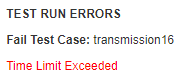 TEST RUN ERRORS
Fail Test Case: transmission16
Time Limit Exceeded